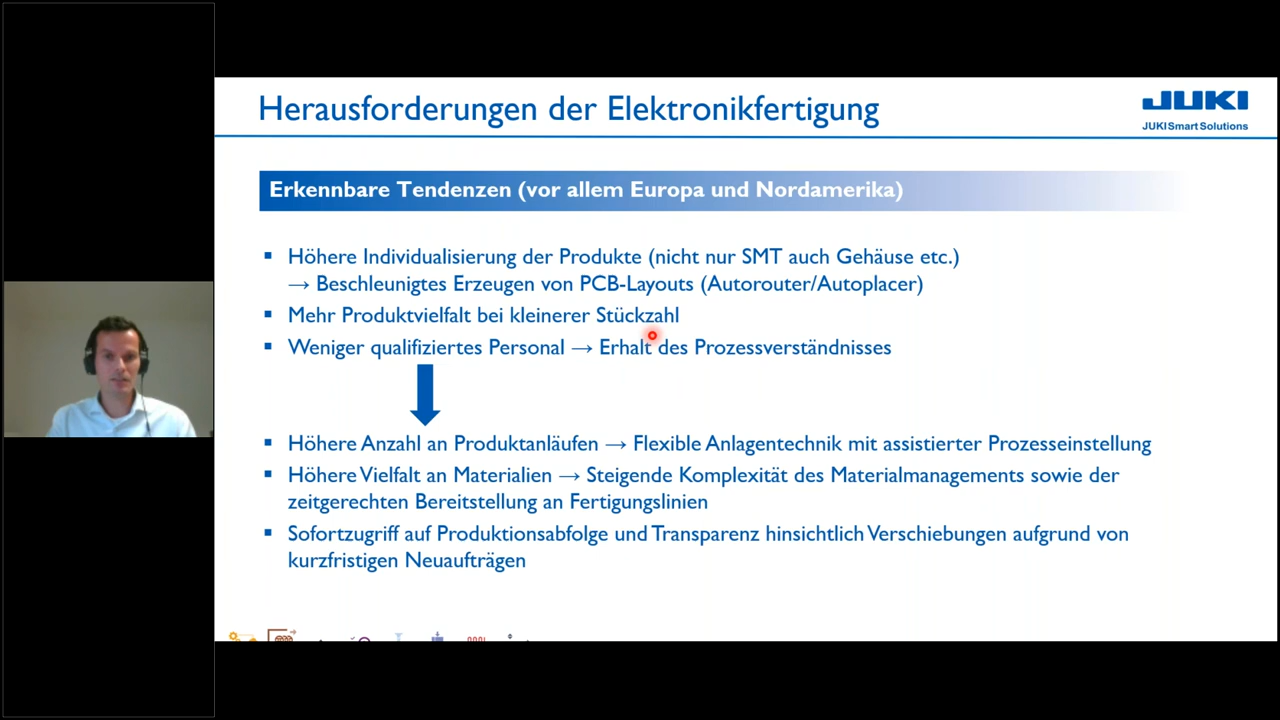 Herausforderungen der Elektronikfertigung
JUKI
JUKI Smart Solutions
Erkennbare Tendenzen (vor allem Europa und Nordamerika)
▪ Höhere Individualisierung der Produkte (nicht nur SMT auch Gehäuse etc.)
→ Beschleunigtes Erzeugen von PCB-Layouts (Autorouter/Autoplacer)
▪ Mehr Produktvielfalt bei kleinerer Stückzahl
▪ Weniger qualifiziertes Personal → Erhalt des Prozessverständnisses
▪ Höhere Anzahl an Produktanläufen → Flexible Anlagentechnik mit assistierter Prozesseinstellung
▪ Höhere Vielfalt an Materialien → Steigende Komplexität des Materialmanagements sowie der
zeitgerechten Bereitstellung an Fertigungslinien
▪ Sofortzugriff auf Produktionsabfolge und Transparenz hinsichtlich Verschiebungen aufgrund von
kurzfristigen Neuaufträgen